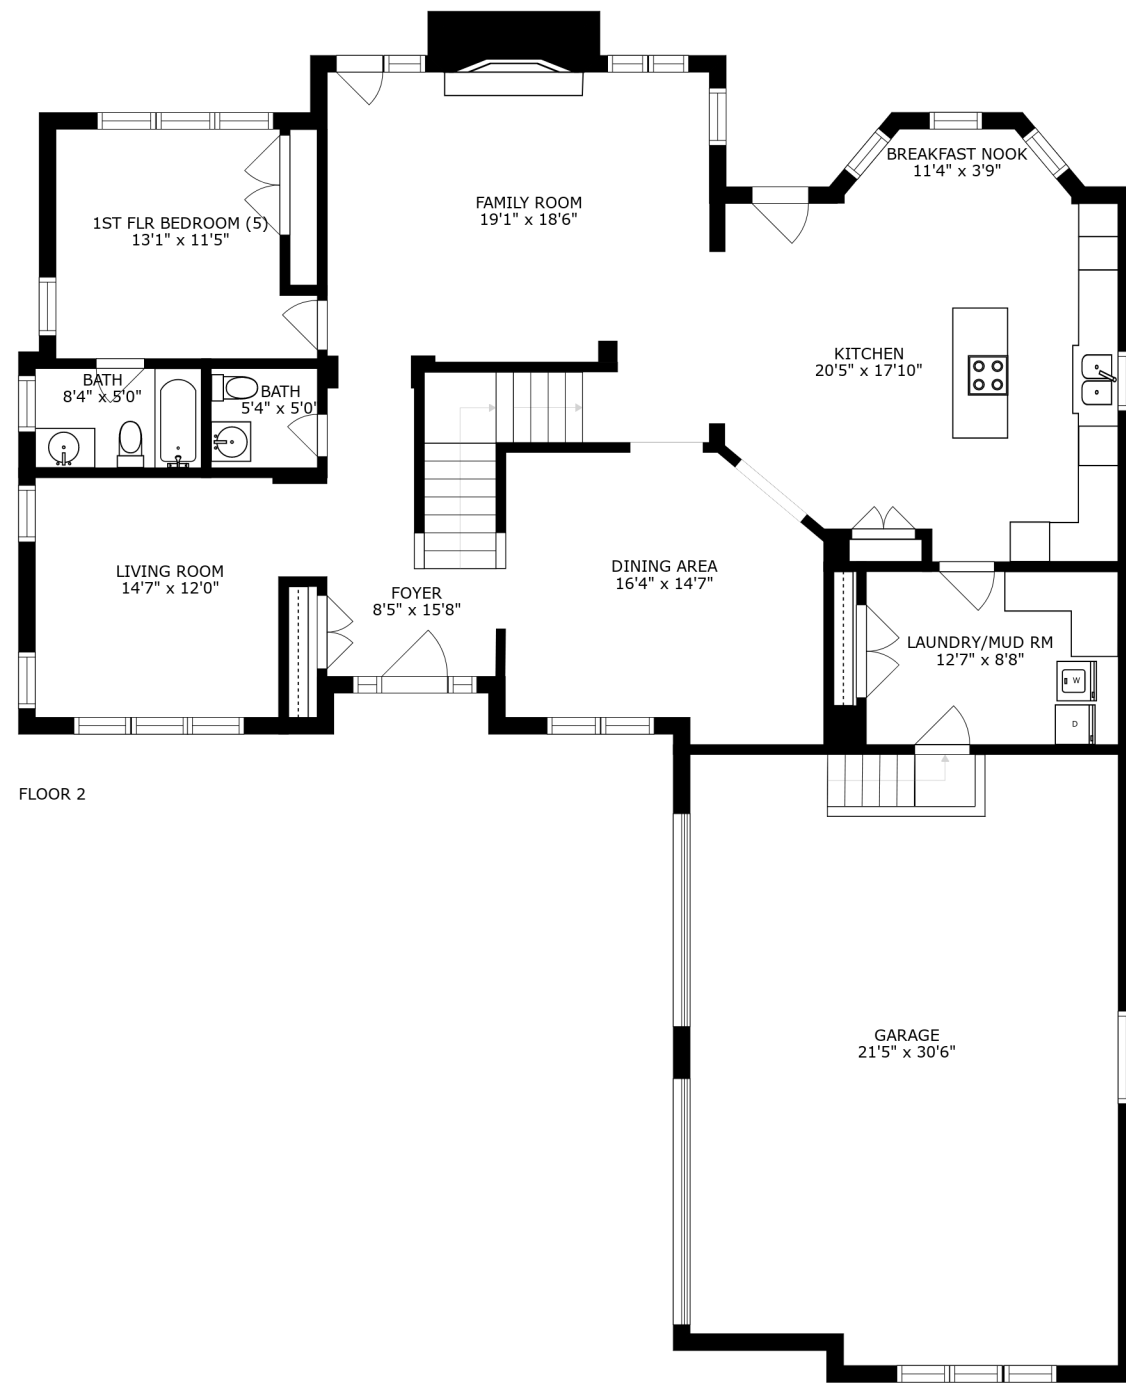 BREAKFAST NOOK
11'4" x 3'9"
FAMILY ROOM
19'1" x 18'6"
1ST FLR BEDROOM (5)
13'1" x 11'5"
KITCHEN
20'5" x 17'10"
BATH
8'4" x 5'0"
BATH
5'4" x 5'0"
LIVING ROOM
14'7" x 12'0"
FOYER
8'5" x 15'8"
DINING AREA
16'4" x 14'7"
LAUNDRY/MUD RM
12'7" x 8'8"
W
D
FLOOR 2
GARAGE
21'5" x 30'6"